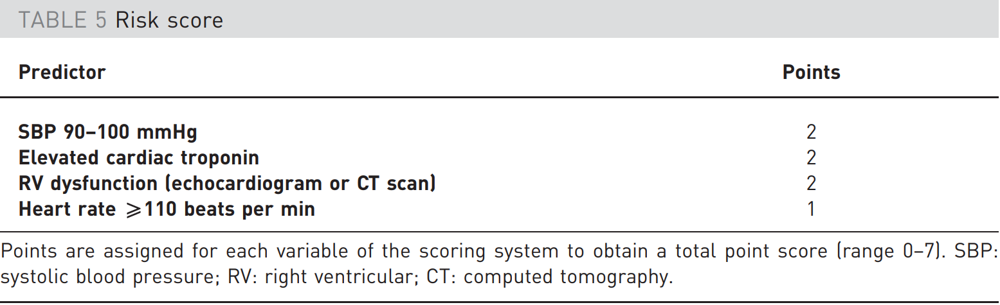 TABLE 5 Risk score
Predictor Points
SBP 90–100 mmHg 2
Elevated cardiac troponin 2
RV dysfunction (echocardiogram or CT scan) 2
Heart rate ⩾110 beats per min 1
Points are assigned for each variable of the scoring system to obtain a total point score (range 0–7). SBP:
systolic blood pressure; RV: right ventricular; CT: computed tomography.